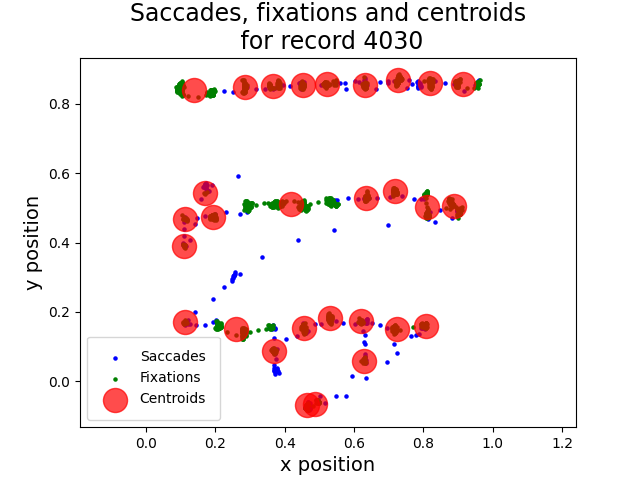 Saccades, fixations and centroids
for record 4030
y position
0.8
0.6
0.4
0.2
0.0
Saccades
Fixations
Centroids
0.0 0.2 0.4 0.6 0.8 1.0 1.2
x position